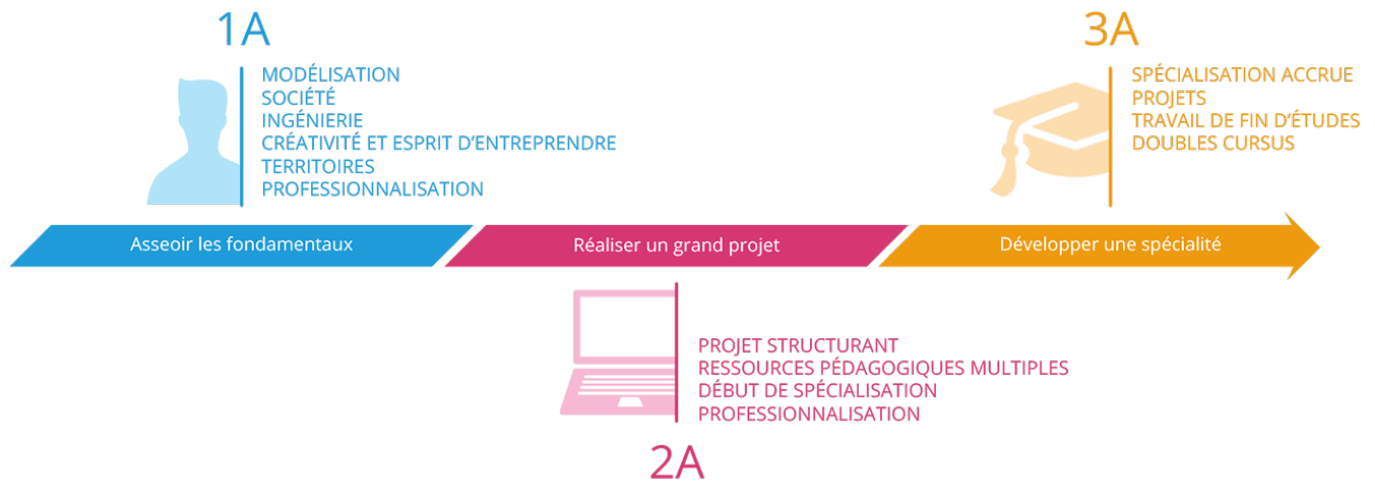 1A
MODÉLISATION
SOCIÉTÉ
INGÉNIERIE
CRÉATIVITÉ ET ESPRIT D'ENTREPRENDRE
TERRITOIRES
PROFESSIONNALISATION
3A
SPÉCIALISATION ACCRUE
PROJETS
TRAVAIL DE FIN D'ÉTUDES
DOUBLES CURSUS
Asseoir les fondamentaux
Réaliser un grand projet
Développer une spécialité
PROJET STRUCTURANT
RESSOURCES PÉDAGOGIQUES MULTIPLES
DÉBUT DE SPÉCIALISATION
PROFESSIONNALISATION
2A